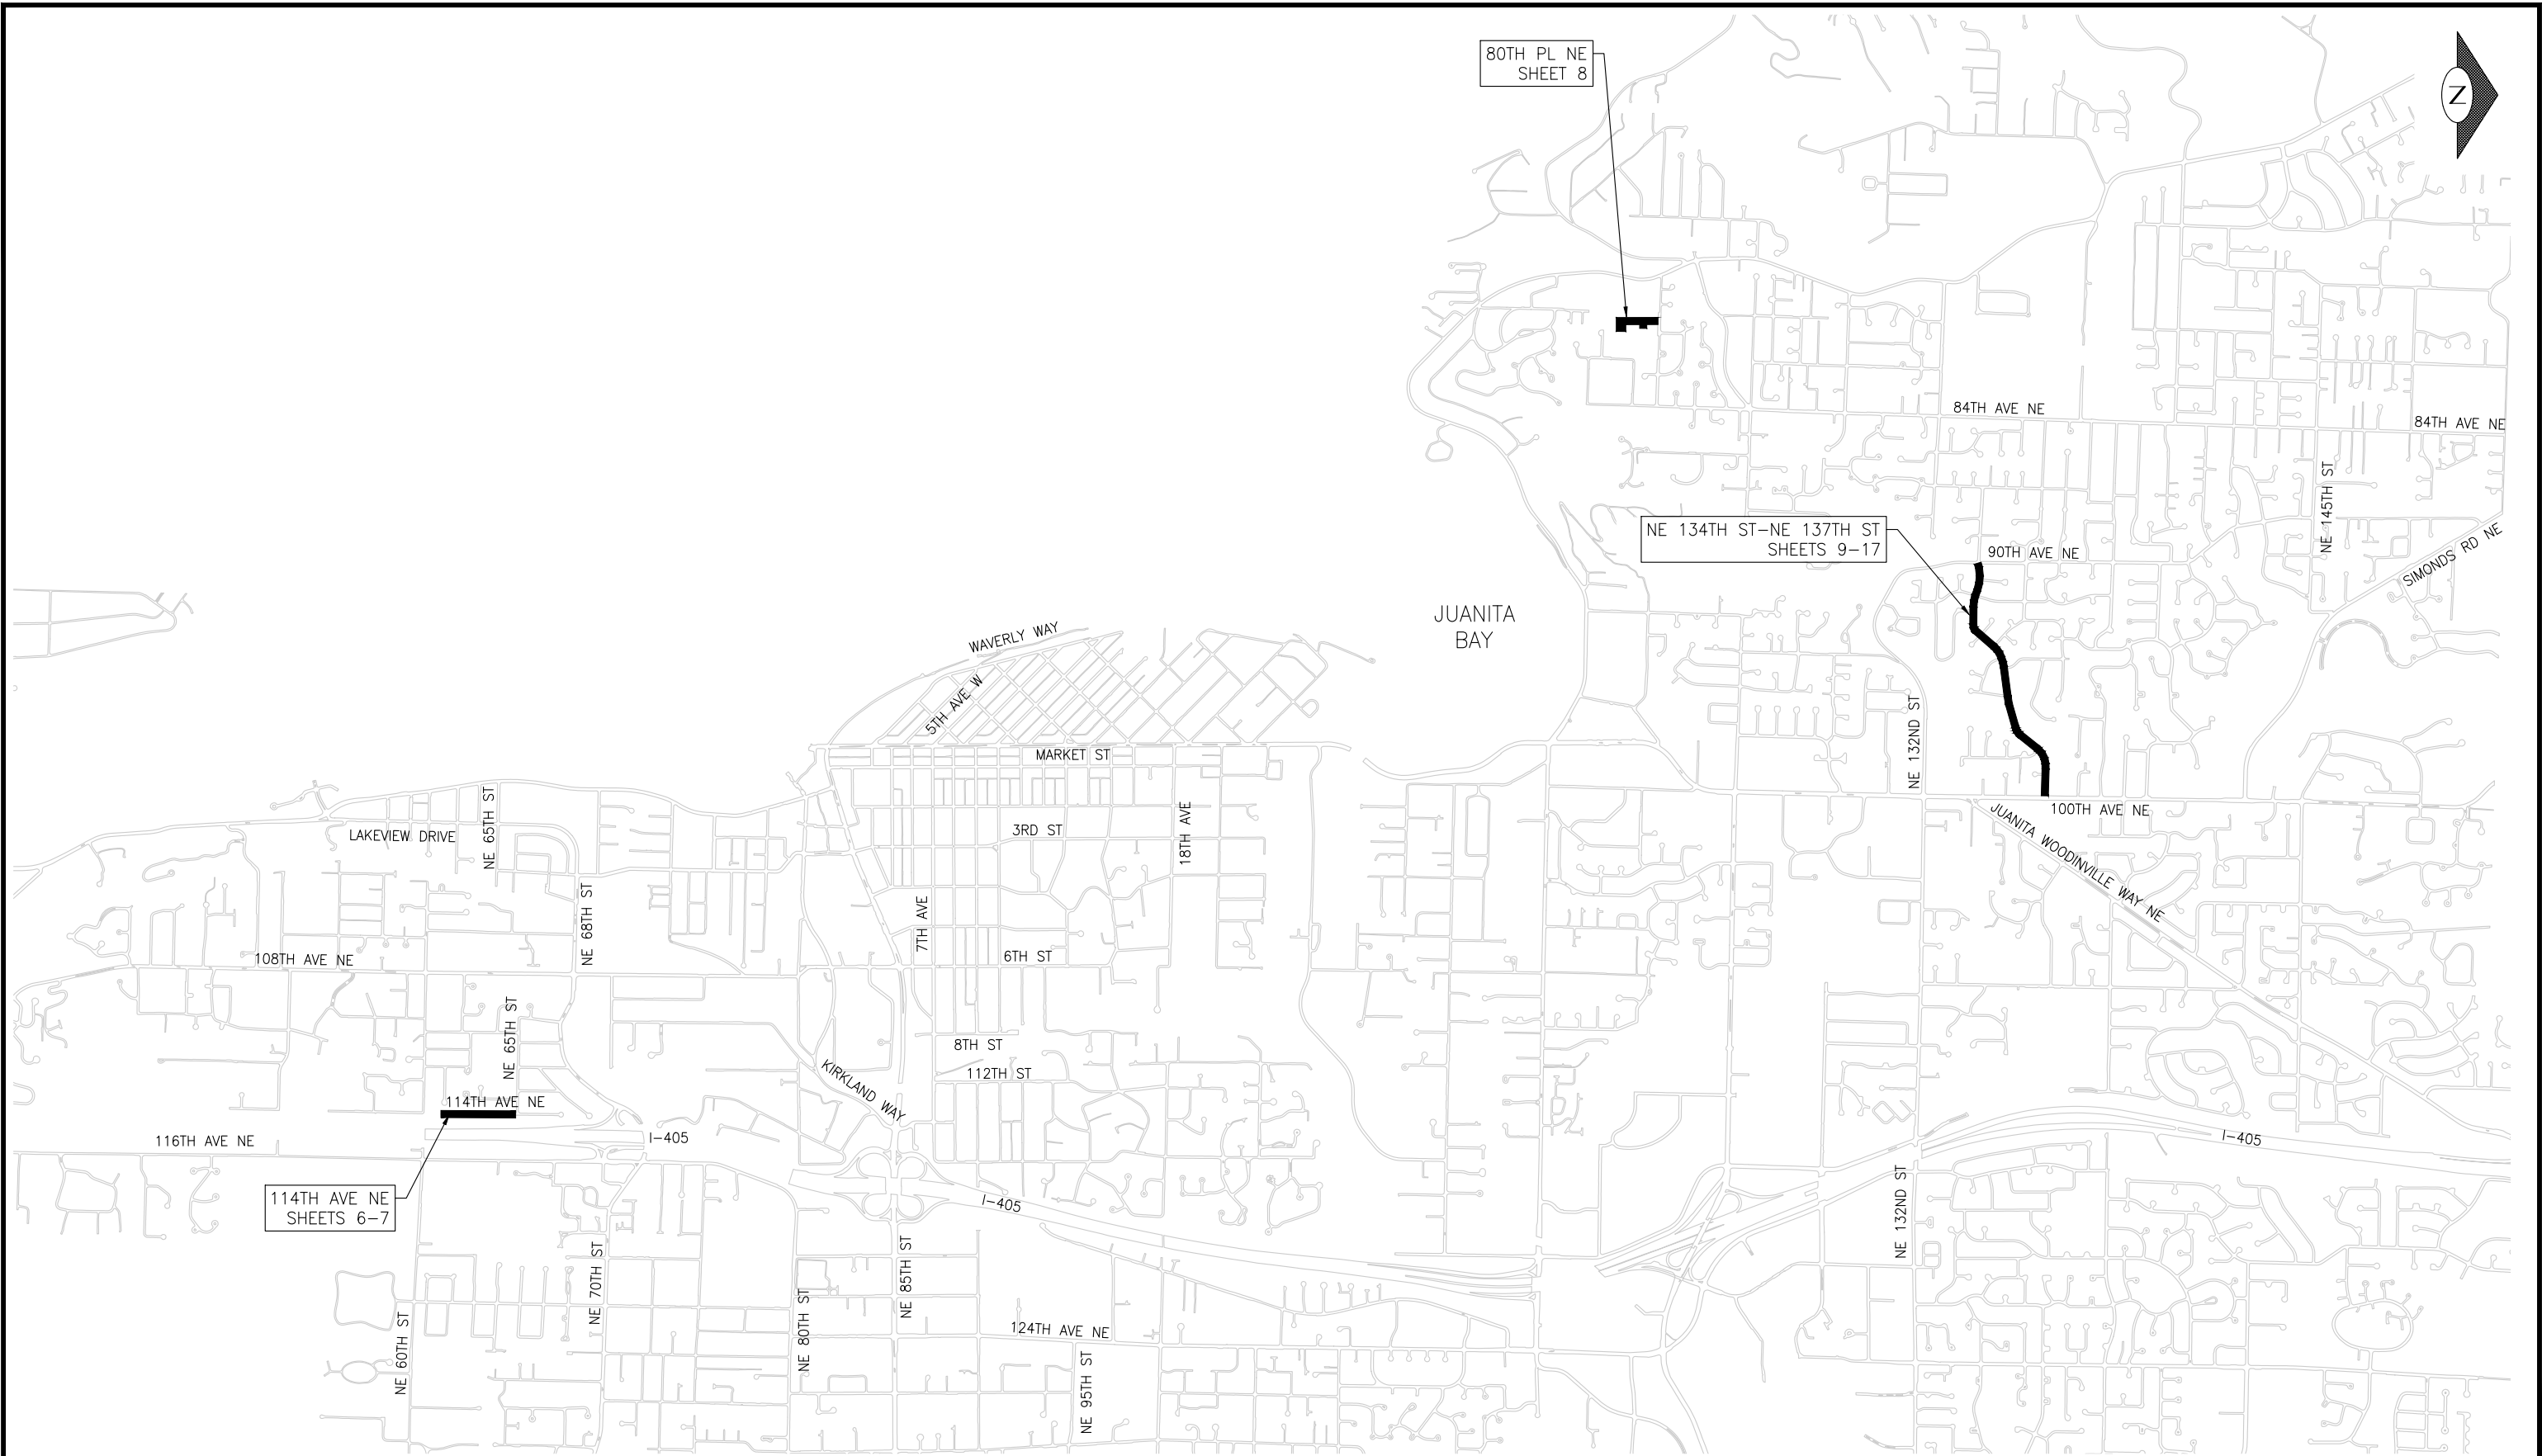 80TH PL NE
SHEET 8
N
84TH AVE NE
84TH AVE NE
NE 145TH ST
NE 134TH ST-NE 137TH ST
SHEETS 9-17
90TH AVE NE
SIMONDS RD NE
JUANITA
BAY
WAVERLY WAY
5TH AVE W
MARKET ST
NE 132ND ST
NE 65TH ST
LAKEVIEW DRIVE
3RD ST
18TH AVE
100TH AVE NE
JUANITA WOODINVILLE WAY NE
NE 68TH ST
7TH AVE
108TH AVE NE
6TH ST
NE 65TH ST
8TH ST
112TH ST
KIRKLAND WAY
114TH AVE NE
116TH AVE NE
I-405
I-405
114TH AVE NE
SHEETS 6-7
I-405
NE 132ND ST
NE 70TH ST
NE 85TH ST
NE 60TH ST
NE 80TH ST
124TH AVE NE
NE 95TH ST